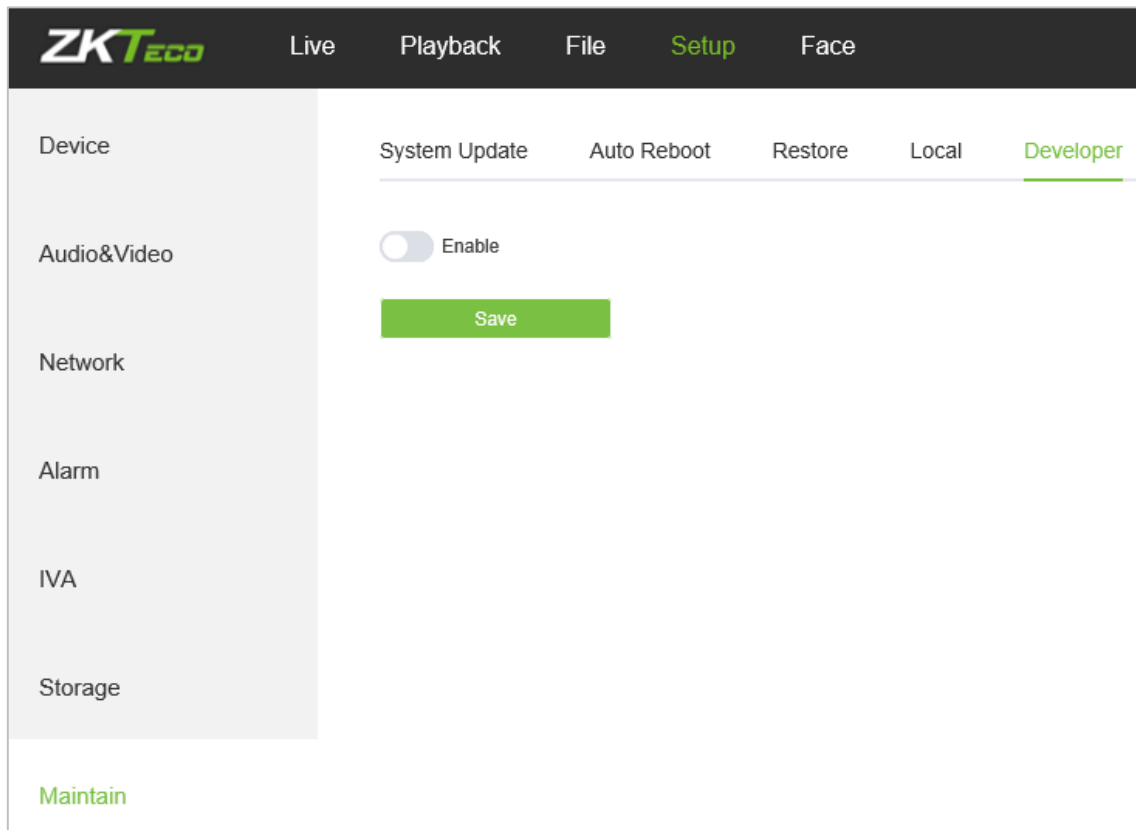 ZKTECO Live Playback File Setup Face
Device
System Update Auto Reboot Restore Local Developer
Audio&Video
Enable
Save
Network
Alarm
IVA
Storage
Maintain